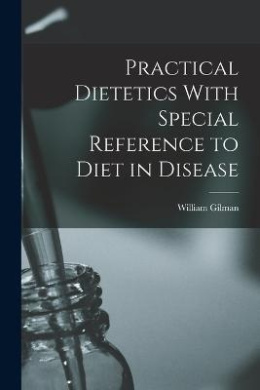 Practical
Dietetics With
Special
Reference to
Diet in Disease
William Gilman